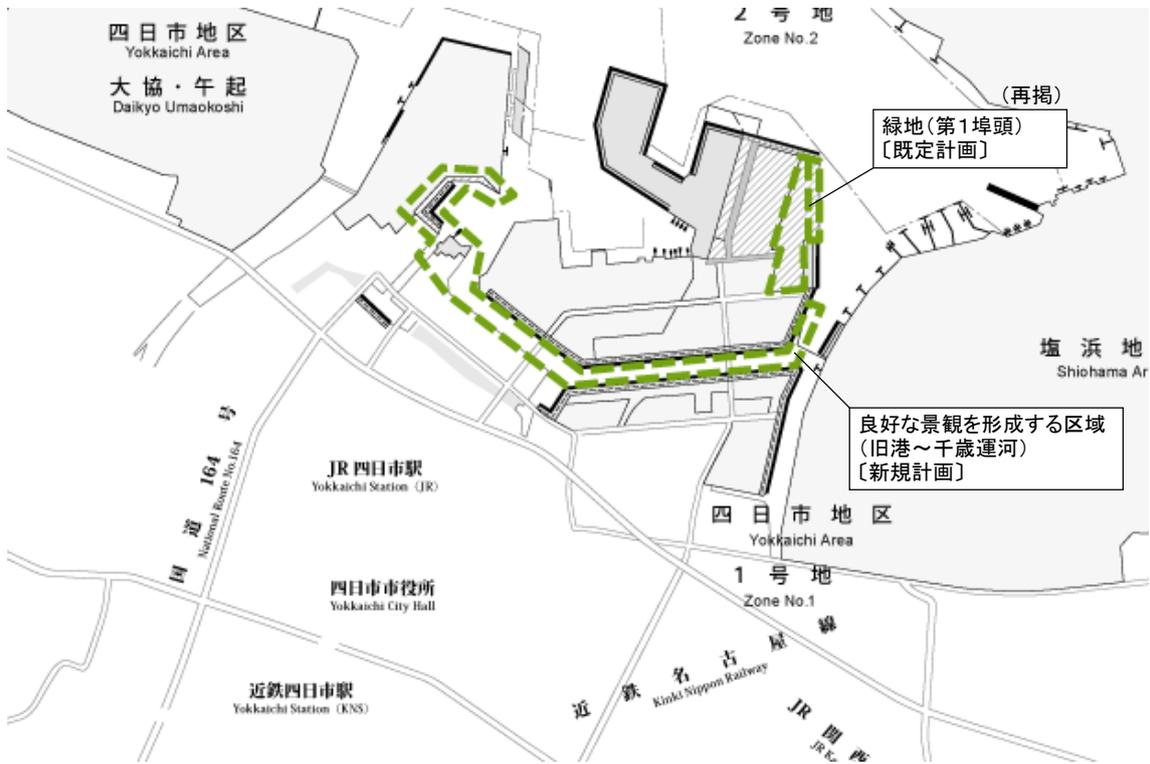 四日市地区
Yokkaichi Area
大協・午起
Daikyo Umaokoshi
2 号 地
Zone No.2
（再掲）
緑地（第１埠頭）
〔既定計画〕
塩 浜 地
Shiohama Ar
良好な景観を形成する区域
（旧港～千歳運河）
〔新規計画〕
国 道 164 号
National Route No.164
JR 四日市駅
Yokkaichi Station (JR)
四 日 市 地 区
Yokkaichi Area
1 号 地
Zone No.1
四日市市役所
Yokkaichi City Hall
近鉄四日市駅
Yokkaichi Station (KNS)
近 鉄 名 古 屋 線
Kinki Nippon Railway
JR 関 西